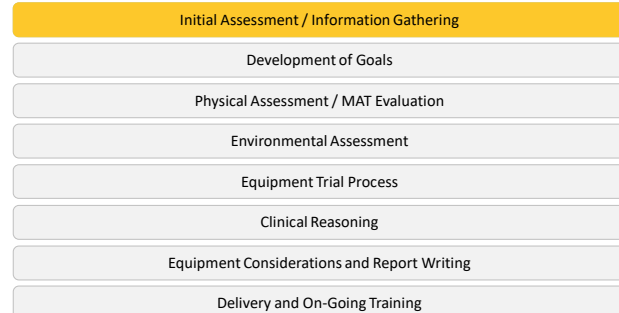 Initial Assessment / Information Gathering
Development of Goals
Physical Assessment / MAT Evaluation
Environmental Assessment
Equipment Trial Process
Clinical Reasoning
Equipment Considerations and Report Writing
Delivery and On-Going Training